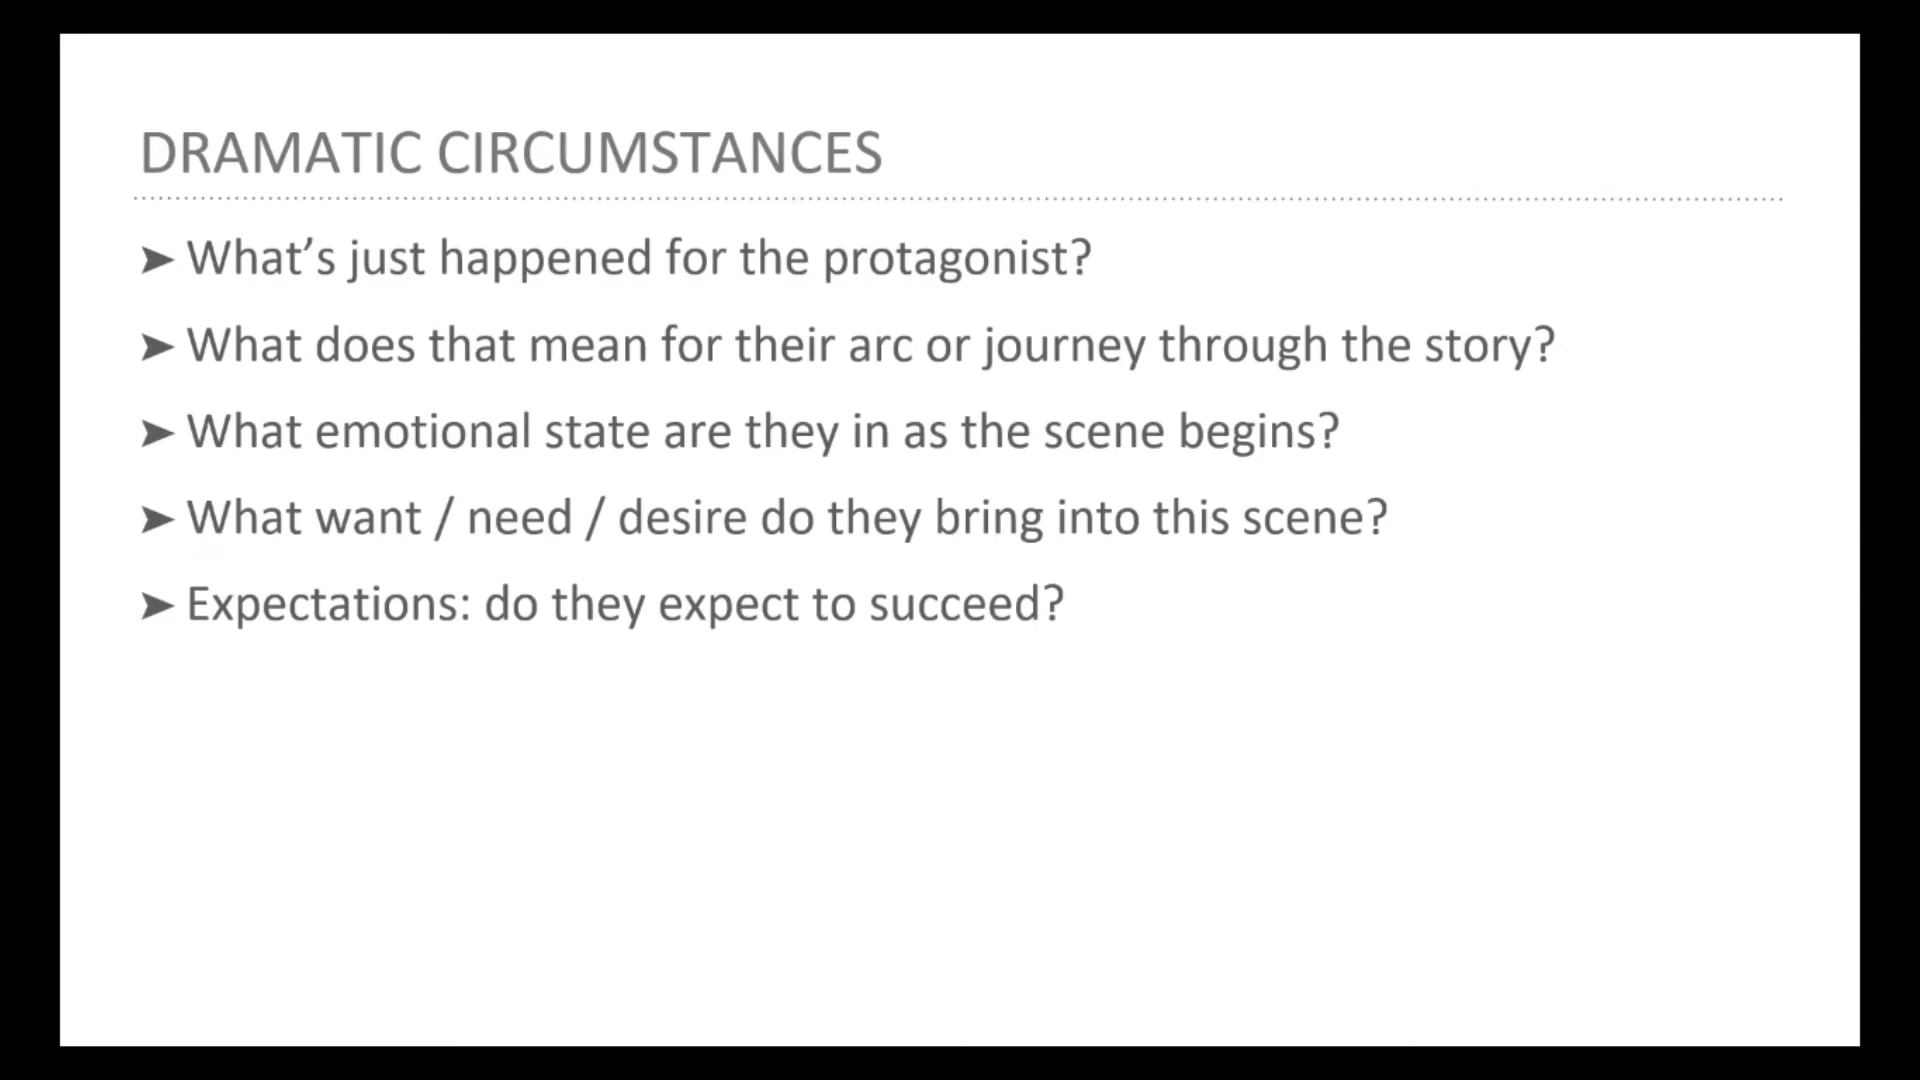 DRAMATIC CIRCUMSTANCES
➤ What’s just happened for the protagonist?
➤ What does that mean for their arc or journey through the story?
➤ What emotional state are they in as the scene begins?
➤ What want / need / desire do they bring into this scene?
➤ Expectations: do they expect to succeed?